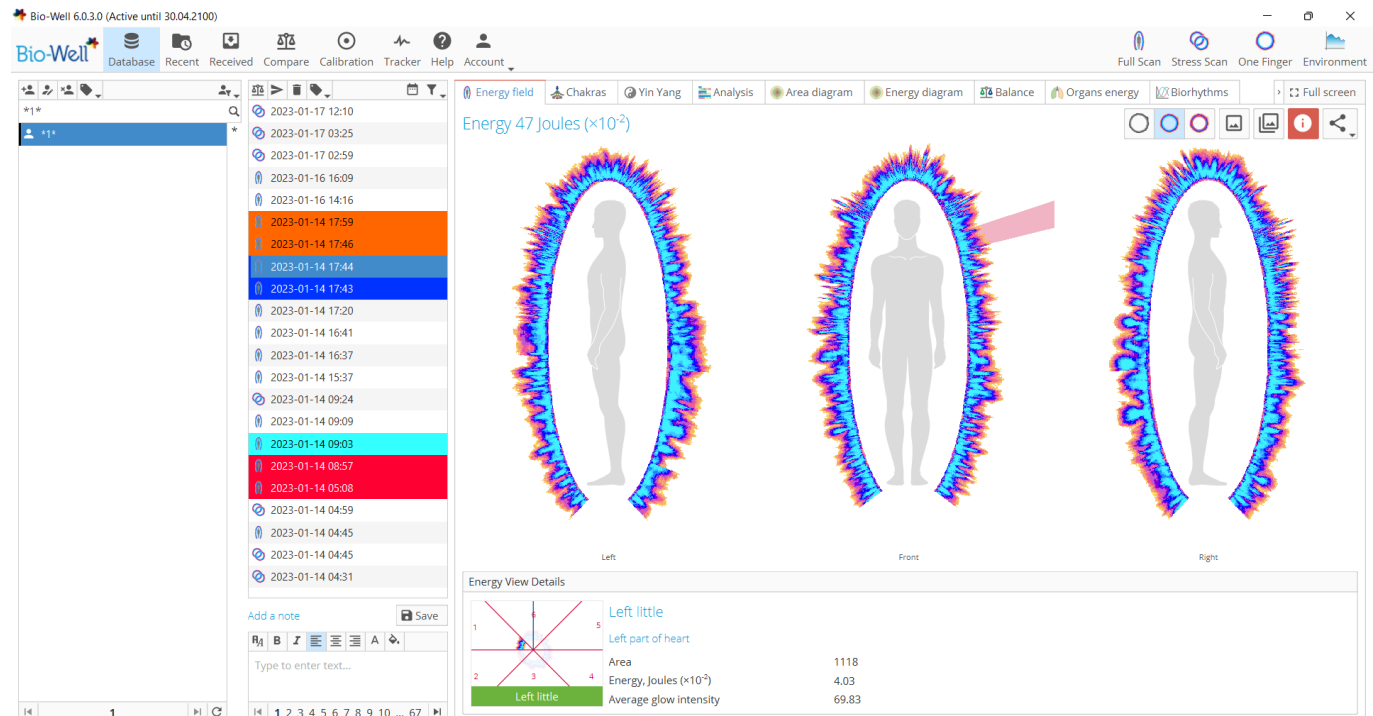 Bio-Well 6.0.3.0 (Active until 30.04.2100)
Bio-Well
Database
Recent
Received
Compare
Calibration
Tracker
Help
Account
Full Scan
Stress Scan
One Finger
Environment
*1*
*1*
*
1
2023-01-17 12:10
2023-01-17 03:25
2023-01-17 02:59
2023-01-16 16:09
2023-01-16 14:16
2023-01-14 17:59
2023-01-14 17:46
2023-01-14 17:44
2023-01-14 17:43
2023-01-14 17:20
2023-01-14 16:41
2023-01-14 16:37
2023-01-14 15:37
2023-01-14 09:24
2023-01-14 09:09
2023-01-14 09:03
2023-01-14 08:57
2023-01-14 05:08
2023-01-14 04:59
2023-01-14 04:45
2023-01-14 04:45
2023-01-14 04:31
Add a note
Save
B I A
Type to enter text...
1 2 3 4 5 6 7 8 9 10 ... 67
Energy field
Chakras
Yin Yang
Analysis
Area diagram
Energy diagram
Balance
Organs energy
Biorhythms
Full screen
Energy 47 Joules (×10⁻²)
Left
Front
Right
Energy View Details
1
6
5
2
3
4
Left little
Left little
Left part of heart
Area 1118
Energy, Joules (×10⁻²) 4.03
Average glow intensity 69.83